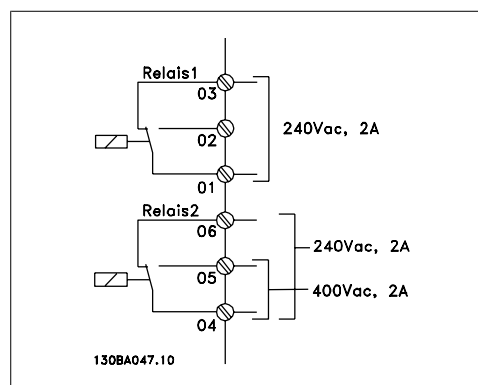 Relais1
03
02
240Vac, 2A
01
Relais2
06
240Vac, 2A
05
400Vac, 2A
04
130BA047.10